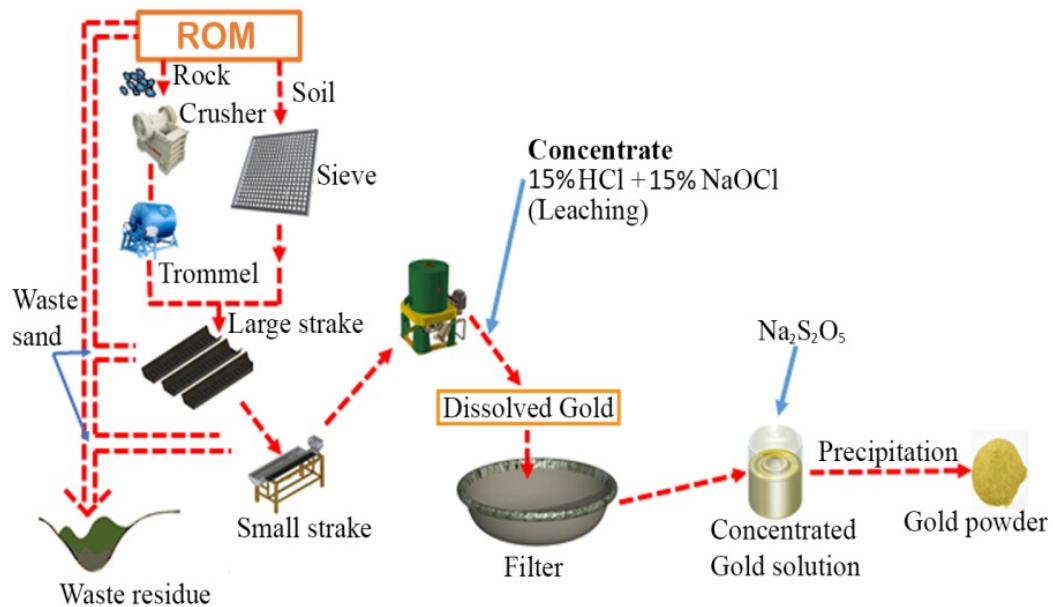 ROM
Rock
Soil
Crusher
Sieve
Concentrate
15% HCl + 15% NaOCl
(Leaching)
Trommel
Waste
sand
Large strake
Na₂S₂O₅
Dissolved Gold
Precipitation
Small strake
Filter
Concentrated
Gold solution
Gold powder
Waste residue